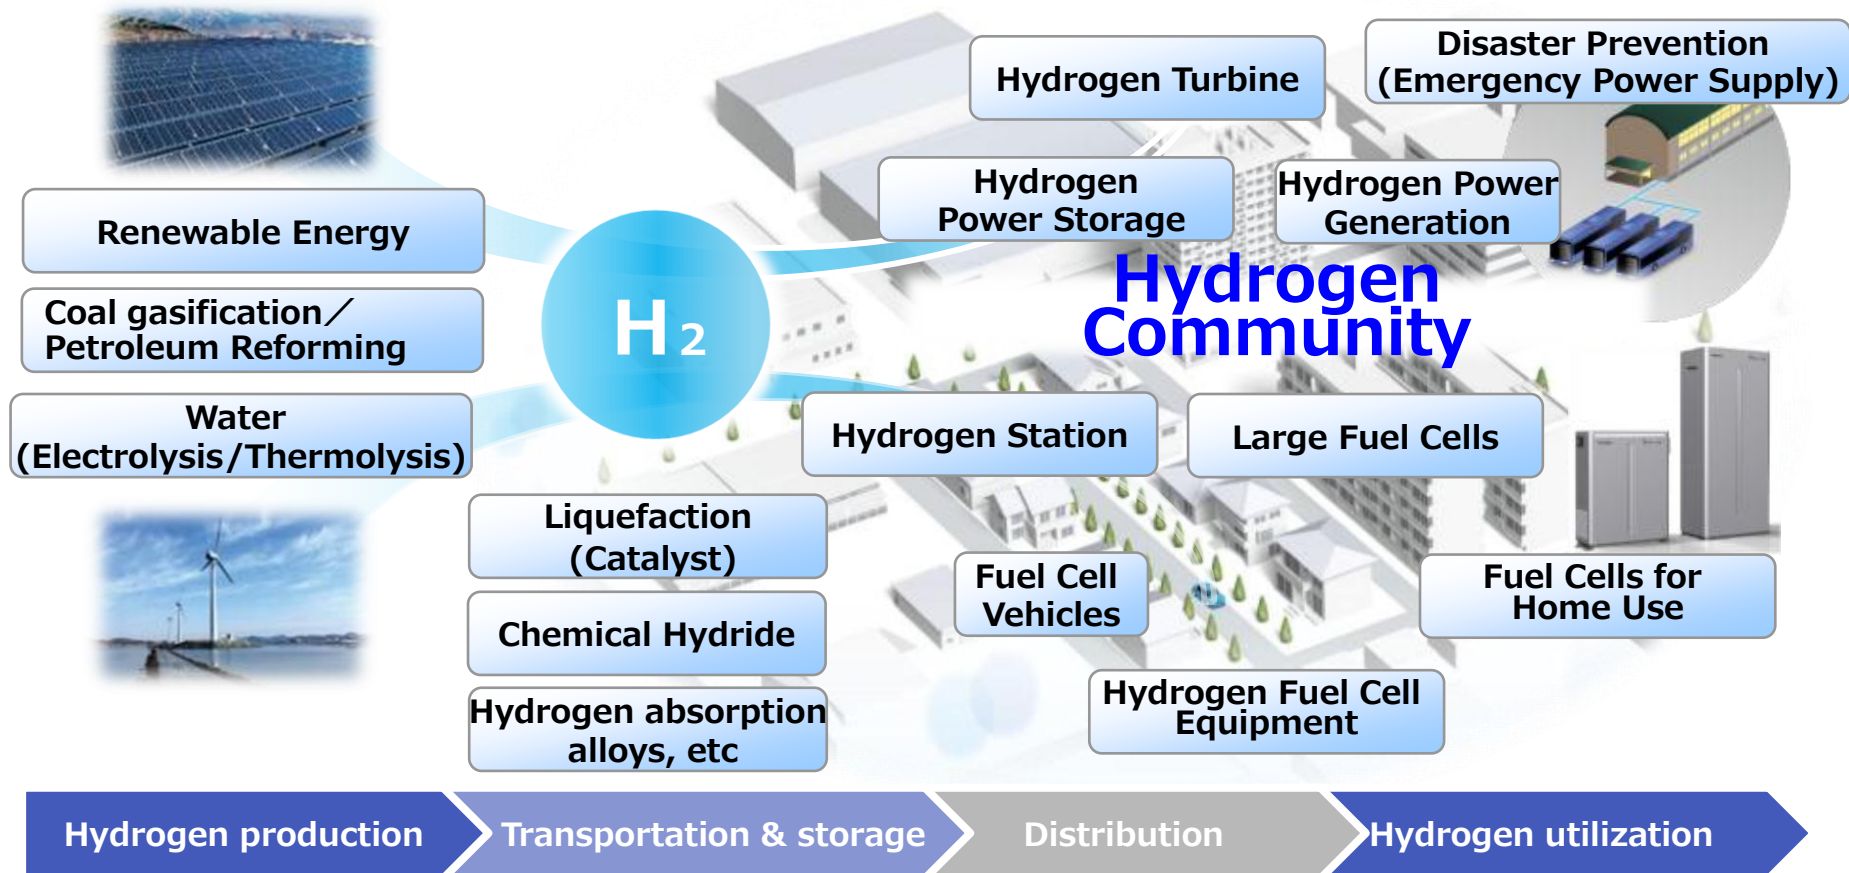 Renewable Energy
Coal gasification／
Petroleum Reforming
Water
(Electrolysis/Thermolysis)
H2
Liquefaction
(Catalyst)
Chemical Hydride
Hydrogen absorption
alloys, etc
Hydrogen Turbine
Disaster Prevention
(Emergency Power Supply)
Hydrogen
Power Storage
Hydrogen Power
Generation
Hydrogen
Community
Hydrogen Station
Large Fuel Cells
Fuel Cell
Vehicles
Fuel Cells for
Home Use
Hydrogen Fuel Cell
Equipment
Hydrogen production
Transportation & storage
Distribution
Hydrogen utilization